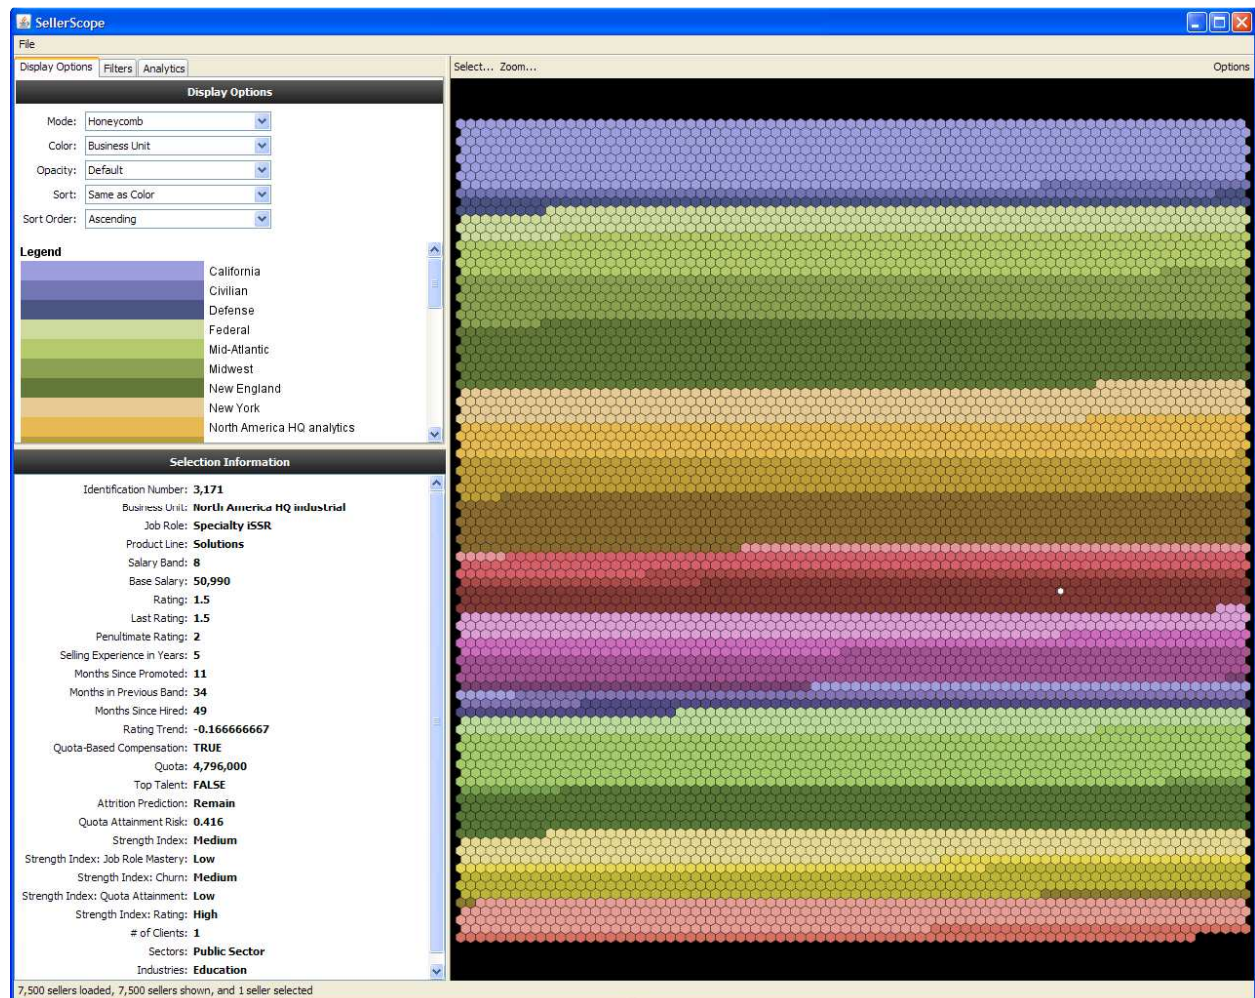 SellerScope
File
Display Options Filters Analytics
Select... Zoom... Options
Display Options
Mode: Honeycomb
Color: Business Unit
Opacity: Default
Sort: Same as Color
Sort Order: Ascending
Legend
California
Civilian
Defense
Federal
Mid-Atlantic
Midwest
New England
New York
North America HQ analytics
Selection Information
Identification Number: 3,171
Business Unit: North America HQ industrial
Job Role: Specialty iSSR
Product Line: Solutions
Salary Band: 8
Base Salary: 50,990
Rating: 1.5
Last Rating: 1.5
Penultimate Rating: 2
Selling Experience in Years: 5
Months Since Promoted: 11
Months in Previous Band: 34
Months Since Hired: 49
Rating Trend: -0.166666667
Quota-Based Compensation: TRUE
Quota: 4,796,000
Top Talent: FALSE
Attrition Prediction: Remain
Quota Attainment Risk: 0.416
Strength Index: Medium
Strength Index: Job Role Mastery: Low
Strength Index: Churn: Medium
Strength Index: Quota Attainment: Low
Strength Index: Rating: High
# of Clients: 1
Sectors: Public Sector
Industries: Education
7,500 sellers loaded, 7,500 sellers shown, and 1 seller selected